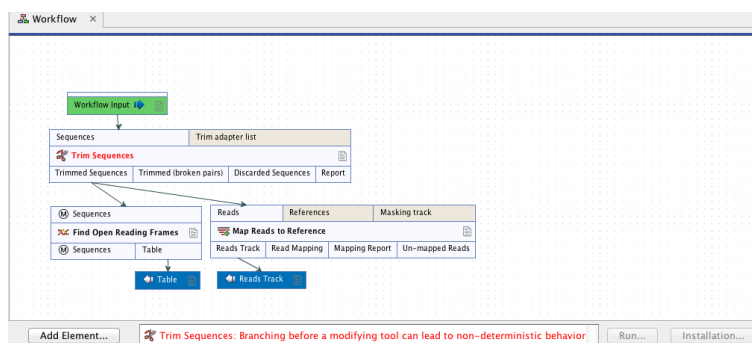 Workflow ×
Workflow Input
Sequences Trim adapter list
Trim Sequences
Trimmed Sequences Trimmed (broken pairs) Discarded Sequences Report
M Sequences
Find Open Reading Frames
M Sequences Table
Reads References Masking track
Map Reads to Reference
Reads Track Read Mapping Mapping Report Un-mapped Reads
Table
Reads Track
Add Element... Trim Sequences: Branching before a modifying tool can lead to non-deterministic behavior Run... Installation...